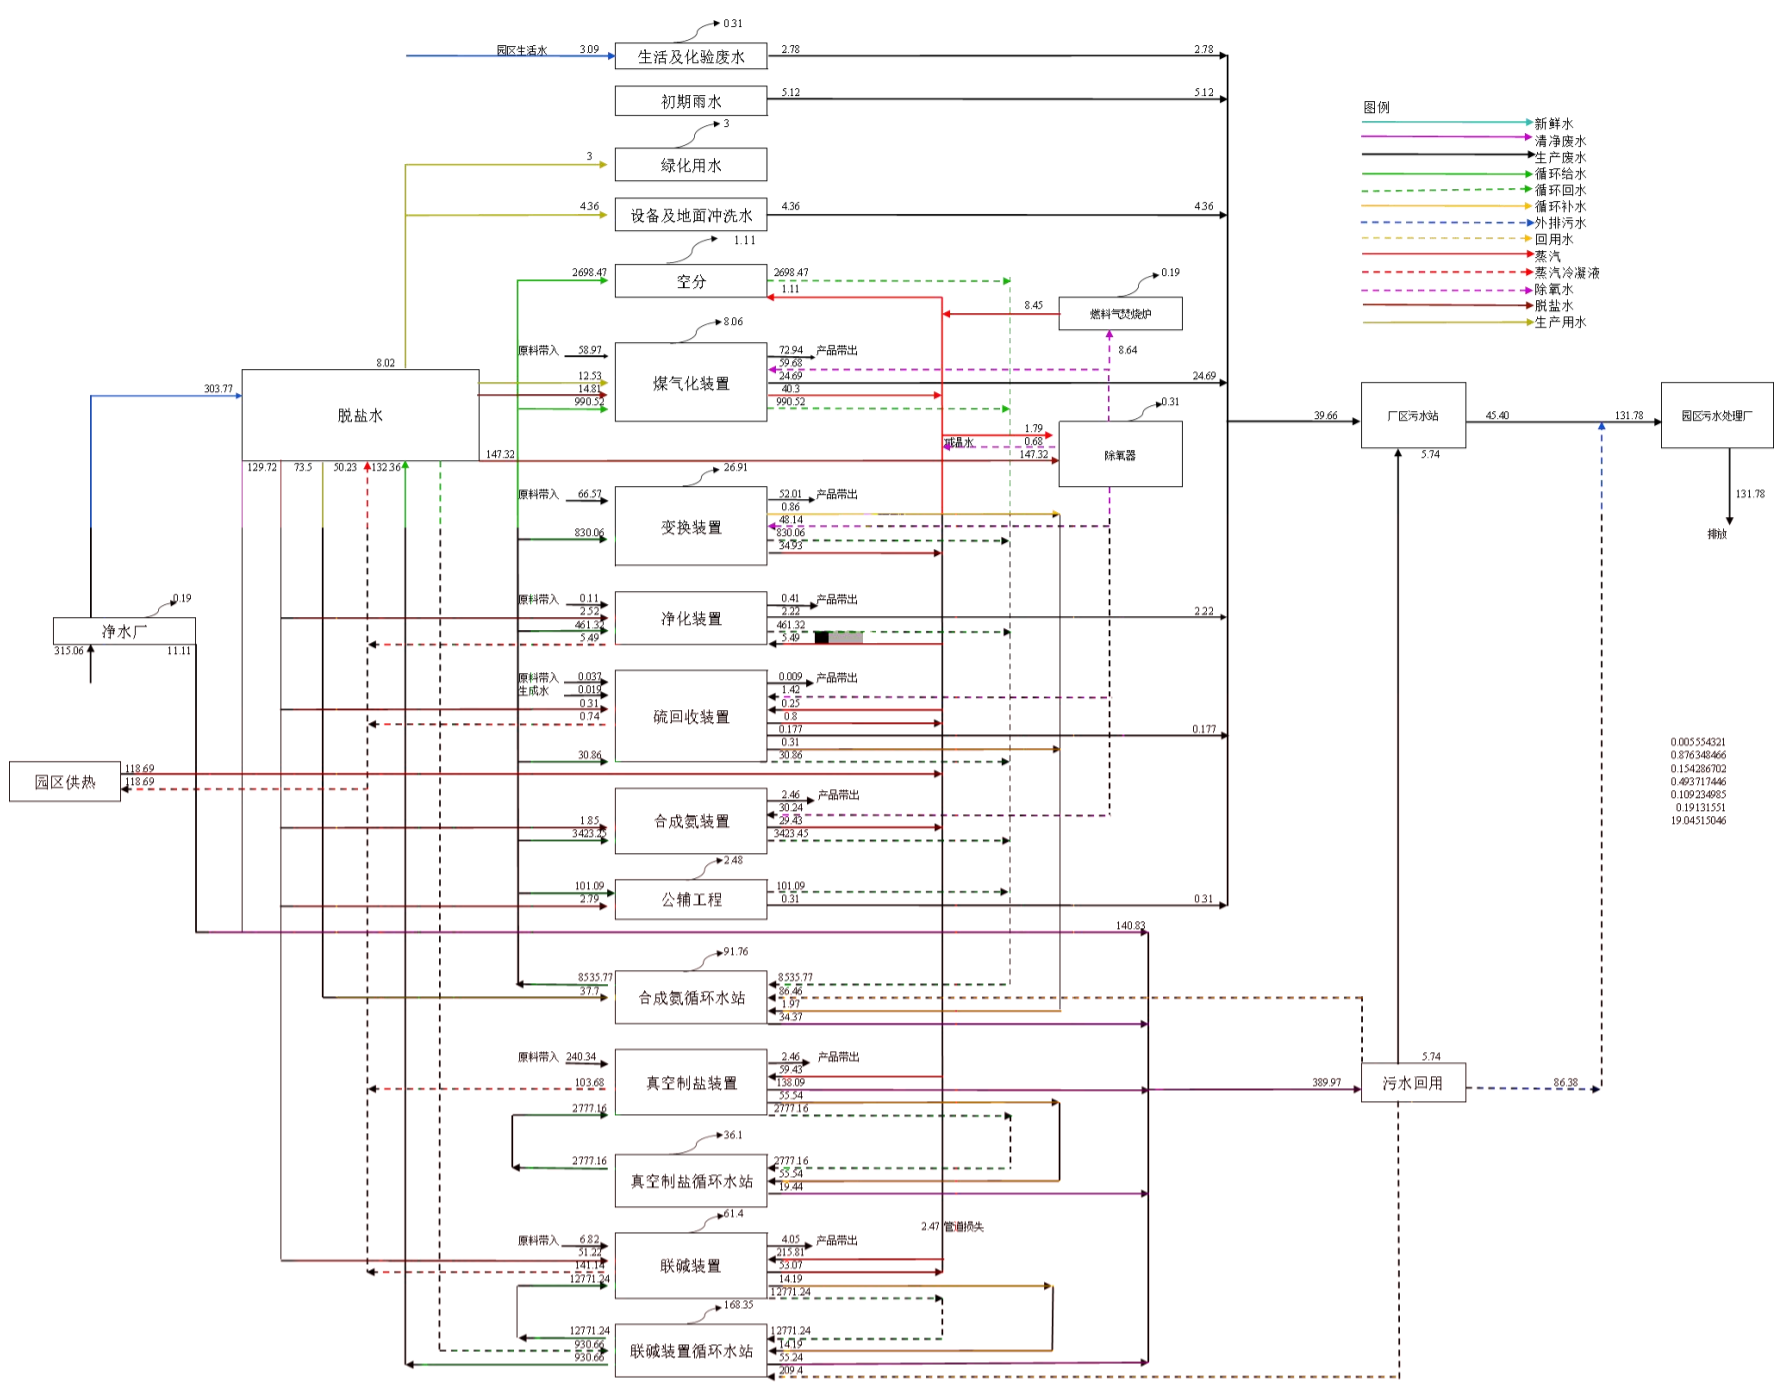 0.31
园区生活水 3.09 生活及化验废水 2.78 2.78
初期雨水 5.12 5.12
3
3 绿化用水
4.36 设备及地面冲洗水 4.36 4.36
1.11
2698.47 空分 2698.47
1.11
0.19
8.45 燃料气焚烧炉
8.64
图例
新鲜水
清净废水
生产废水
循环给水
循环回水
循环补水
外排污水
回用水
蒸汽
蒸汽冷凝液
除氧水
脱盐水
生产用水
8.06
原料带入 58.97 72.94 产品带出
59.68
12.53 煤气化装置 24.69 24.69
14.81 40.3
990.52 990.52
8.02
303.77 脱盐水
147.32
129.72 73.5 50.23 132.36
0.31
1.79
减温水 0.68
147.32 除氧器
39.66 厂区污水站 45.40 131.78 园区污水处理厂
5.74
131.78
排放
26.91
原料带入 66.57 52.01 产品带出
0.86
变换装置 48.14
830.06 830.06
34.93
0.19
净水厂
315.06 11.11
原料带入 0.11 0.41 产品带出
2.52 净化装置 2.22 2.22
461.32 461.32
5.49 5.49
原料带入 0.037 0.009 产品带出
生成水 0.019 1.42
0.31 0.25
0.74 硫回收装置 0.8
0.177 0.177
0.31
30.86 30.86
0.005554321
0.876348466
0.154286702
0.493717446
0.109234985
0.19131551
19.04515046
园区供热 118.69
118.69
2.46 产品带出
30.24
1.85 合成氨装置 29.43
3423.25 3423.45
2.48
101.09 公辅工程 101.09
2.79 0.31 0.31
140.83
91.76
8535.77 8535.77
37.7 合成氨循环水站 86.46
1.97
34.37
原料带入 240.34 2.46 产品带出
59.43
103.68 真空制盐装置 138.09 389.97
55.54
2777.16 2777.16
5.74
污水回用 86.38
36.1
2777.16 2777.16
真空制盐循环水站 55.54
19.44
61.4
2.47 管道损失
原料带入 6.82 4.05 产品带出
51.22 215.81
141.14 联碱装置 53.07
12771.24 14.19
12771.24
168.35
12771.24 12771.24
930.66 联碱装置循环水站 14.19
930.66 55.24
209.4